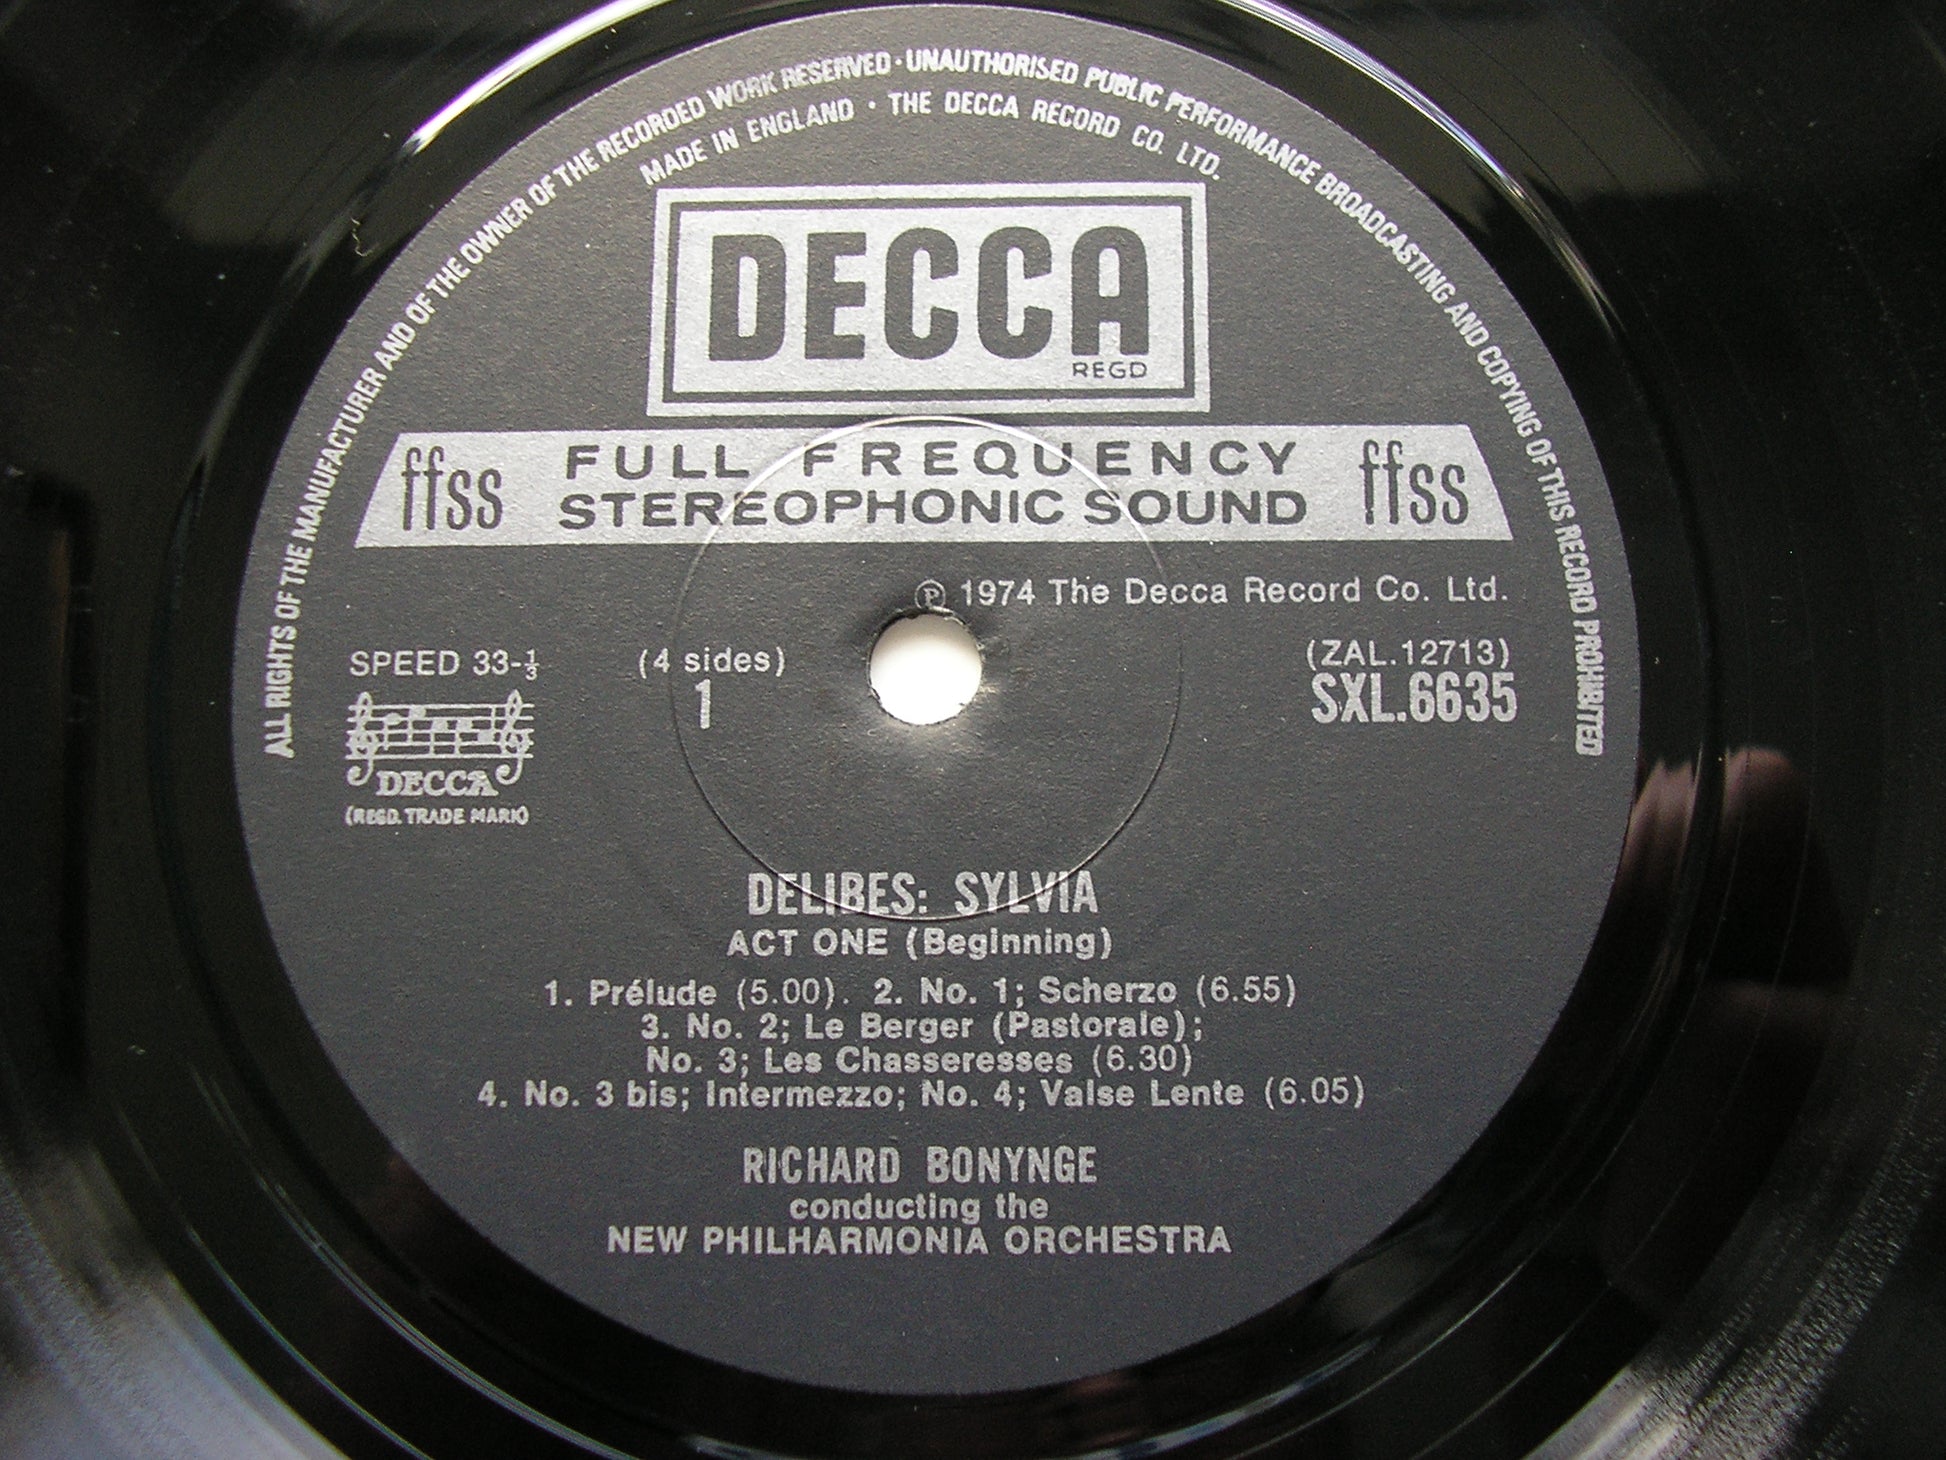 ALL RIGHTS OF THE MANUFACTURER AND OF THE OWNER OF THE RECORDED WORK RESERVED · UNAUTHORISED PUBLIC PERFORMANCE BROADCASTING AND COPYING OF THIS RECORD PROHIBITED
MADE IN ENGLAND · THE DECCA RECORD CO. LTD.
DECCA
REGD
ffss FULL FREQUENCY STEREOPHONIC SOUND ffss
℗ 1974 The Decca Record Co. Ltd.
SPEED 33-⅓ (4 sides) (ZAL.12713)
1 SXL.6635
DECCA
(REGD. TRADE MARK)
DELIBES: SYLVIA
ACT ONE (Beginning)
1. Prélude (5.00). 2. No. 1; Scherzo (6.55)
3. No. 2; Le Berger (Pastorale);
No. 3; Les Chasseresses (6.30)
4. No. 3 bis; Intermezzo; No. 4; Valse Lente (6.05)
RICHARD BONYNGE
conducting the
NEW PHILHARMONIA ORCHESTRA